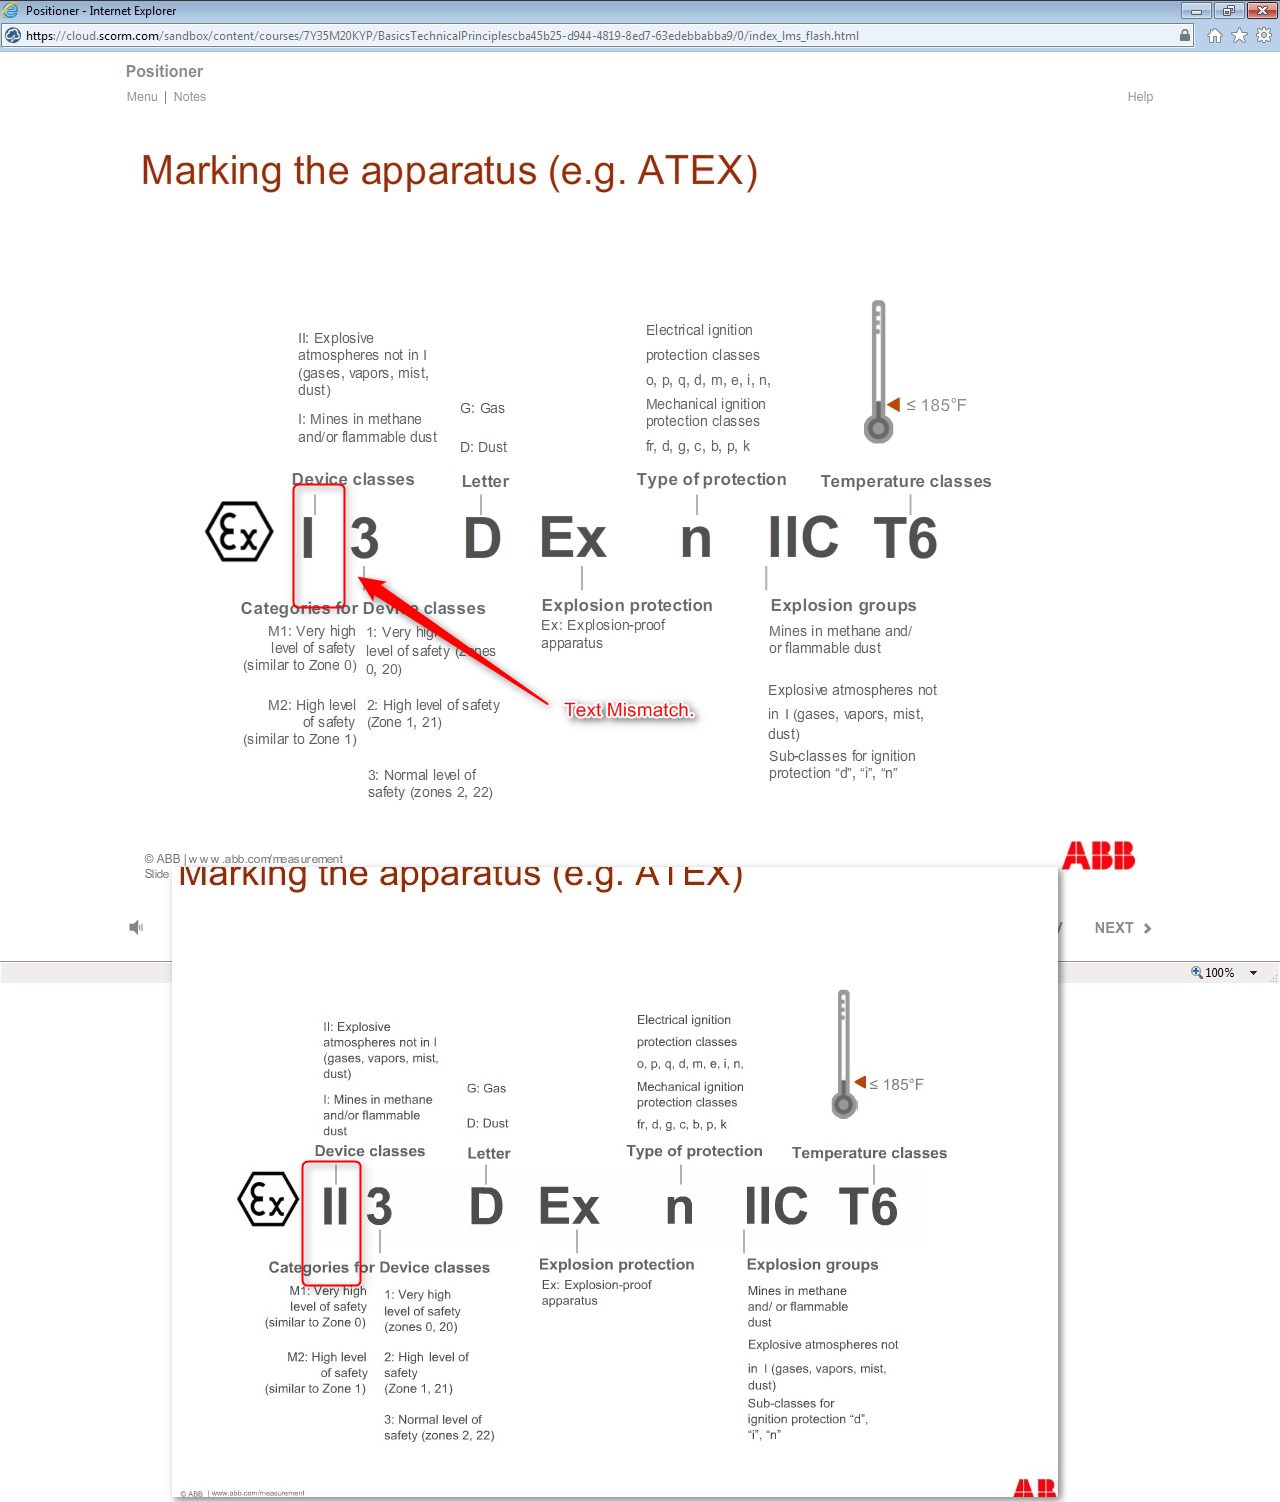 Positioner - Internet Explorer
https://cloud.scorm.com/sandbox/content/courses/7Y35M20KYP/BasicsTechnicalPrinciplescba45b25-d944-4819-8ed7-63edebbabba9/0/index_lms_flash.html
Positioner
Menu | Notes
Help
Marking the apparatus (e.g. ATEX)
II: Explosive
atmospheres not in I
(gases, vapors, mist,
dust)
I: Mines in methane
and/or flammable dust
G: Gas
D: Dust
Electrical ignition
protection classes
o, p, q, d, m, e, i, n,
Mechanical ignition
protection classes
fr, d, g, c, b, p, k
≤ 185°F
Device classes
Letter
Type of protection
Temperature classes
Ex I 3 D Ex n IIC T6
Categories for Device classes
M1: Very high
level of safety
(similar to Zone 0)
M2: High level
of safety
(similar to Zone 1)
1: Very high
level of safety (zones
0, 20)
2: High level of safety
(Zone 1, 21)
3: Normal level of
safety (zones 2, 22)
Explosion protection
Ex: Explosion-proof
apparatus
Explosion groups
Mines in methane and/
or flammable dust
Explosive atmospheres not
in I (gases, vapors, mist,
dust)
Sub-classes for ignition
protection “d”, “i”, “n”
Text Mismatch.
© ABB | www.abb.com/measurement
Slide
ABB
NEXT
100%
Marking the apparatus (e.g. ATEX)
II: Explosive
atmospheres not in I
(gases, vapors, mist,
dust)
I: Mines in methane
and/or flammable
dust
G: Gas
D: Dust
Electrical ignition
protection classes
o, p, q, d, m, e, i, n,
Mechanical ignition
protection classes
fr, d, g, c, b, p, k
≤ 185°F
Device classes
Letter
Type of protection
Temperature classes
Ex II 3 D Ex n IIC T6
Categories for Device classes
M1: Very high
level of safety
(similar to Zone 0)
M2: High level
of safety
(similar to Zone 1)
1: Very high
level of safety
(zones 0, 20)
2: High level of
safety
(Zone 1, 21)
3: Normal level of
safety (zones 2, 22)
Explosion protection
Ex: Explosion-proof
apparatus
Explosion groups
Mines in methane
and/ or flammable
dust
Explosive atmospheres not
in I (gases, vapors, mist,
dust)
Sub-classes for
ignition protection “d”,
“i”, “n”
© ABB | www.abb.com/measurement
ABB